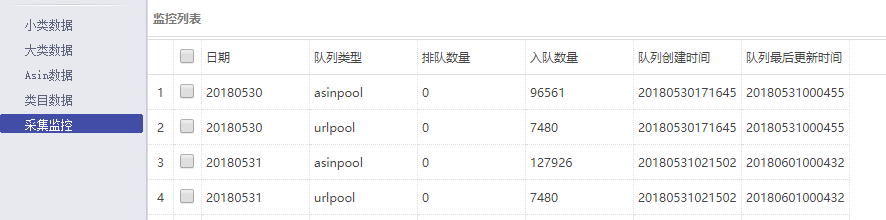 小类数据
大类数据
Asin数据
类目数据
采集监控
监控列表
日期 队列类型 排队数量 入队数量 队列创建时间 队列最后更新时间
1 20180530 asinpool 0 96561 20180530171645 20180531000455
2 20180530 urlpool 0 7480 20180530171645 20180531000455
3 20180531 asinpool 0 127926 20180531021502 20180601000432
4 20180531 urlpool 0 7480 20180531021502 20180601000432